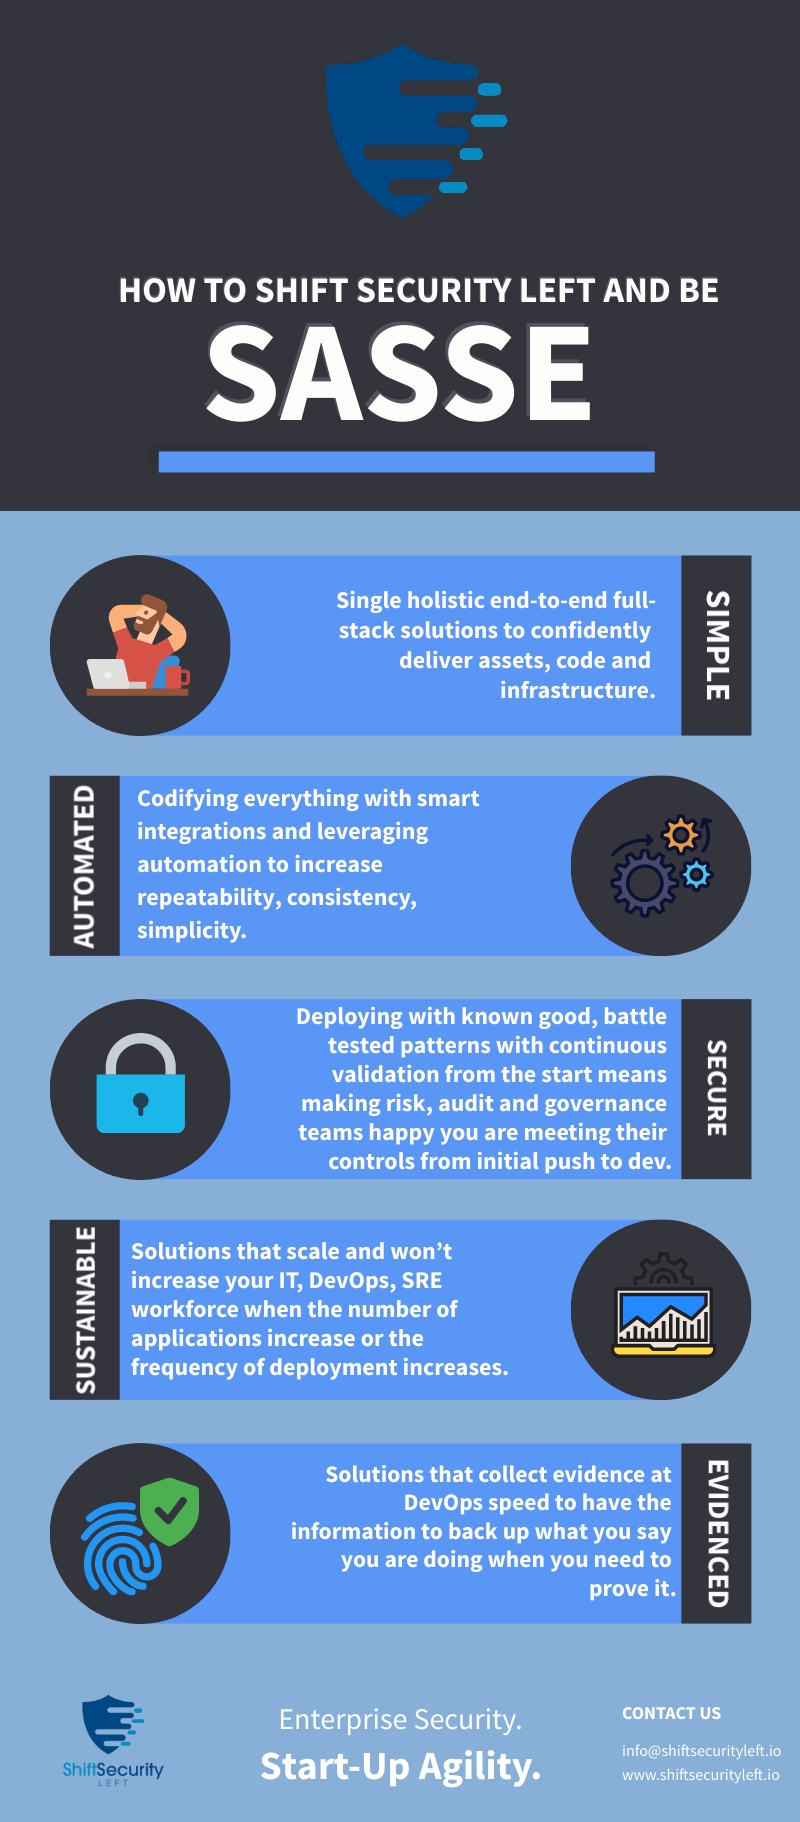 HOW TO SHIFT SECURITY LEFT AND BE
SASSE
SIMPLE
Single holistic end-to-end full-
stack solutions to confidently
deliver assets, code and
infrastructure.
AUTOMATED
Codifying everything with smart
integrations and leveraging
automation to increase
repeatability, consistency,
simplicity.
SECURE
Deploying with known good, battle
tested patterns with continuous
validation from the start means
making risk, audit and governance
teams happy you are meeting their
controls from initial push to dev.
SUSTAINABLE
Solutions that scale and won’t
increase your IT, DevOps, SRE
workforce when the number of
applications increase or the
frequency of deployment increases.
EVIDENCED
Solutions that collect evidence at
DevOps speed to have the
information to back up what you say
you are doing when you need to
prove it.
ShiftSecurity
LEFT
Enterprise Security.
Start-Up Agility.
CONTACT US
info@shiftsecurityleft.io
www.shiftsecurityleft.io